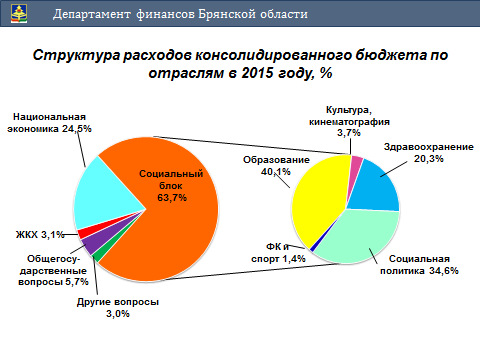 Департамент финансов Брянской области
Структура расходов консолидированного бюджета по
отраслям в 2015 году, %
Национальная
экономика 24,5%
Социальный
блок
63,7%
ЖКХ 3,1%
Общегосу-
дарственные
вопросы 5,7%
Другие вопросы
3,0%
Культура,
кинематография
3,7%
Здравоохранение
20,3%
Образование
40,1%
ФК и
спорт 1,4%
Социальная
политика 34,6%